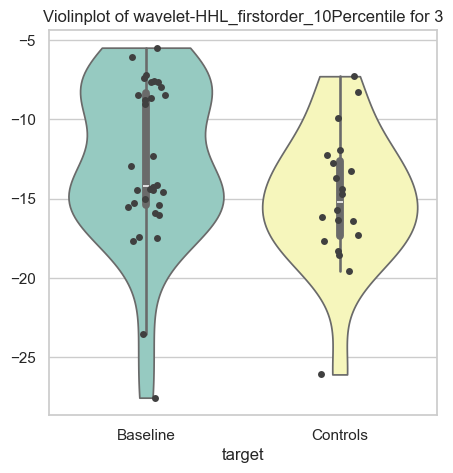 Violinplot of wavelet-HHL_firstorder_10Percentile for 3
−5
−10
−15
−20
−25
Baseline
Controls
target